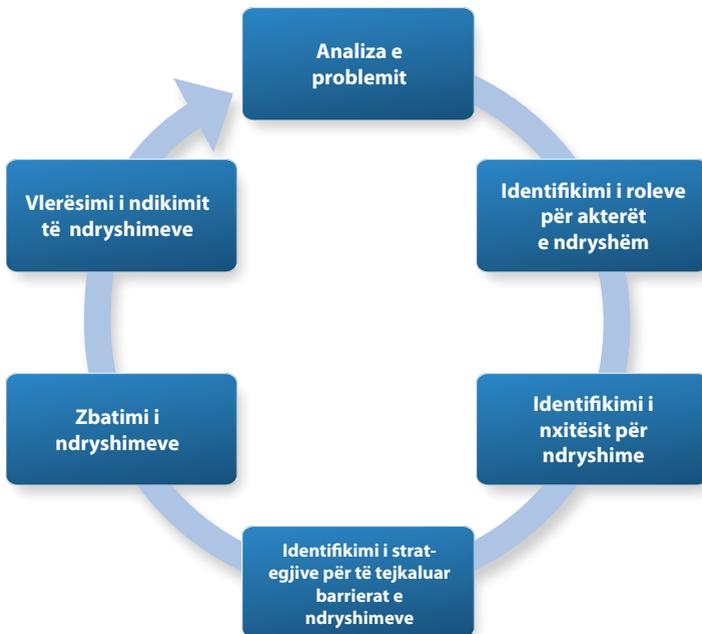 Analiza e
problemit
Identifikimi i roleve
për akterët
e ndryshëm
Identifikimi i
nxitësit për
ndryshime
Identifikimi i strat-
egjive për të tejkaluar
barrierat e
ndryshimeve
Zbatimi i
ndryshimeve
Vlerësimi i ndikimit
të ndryshimeve